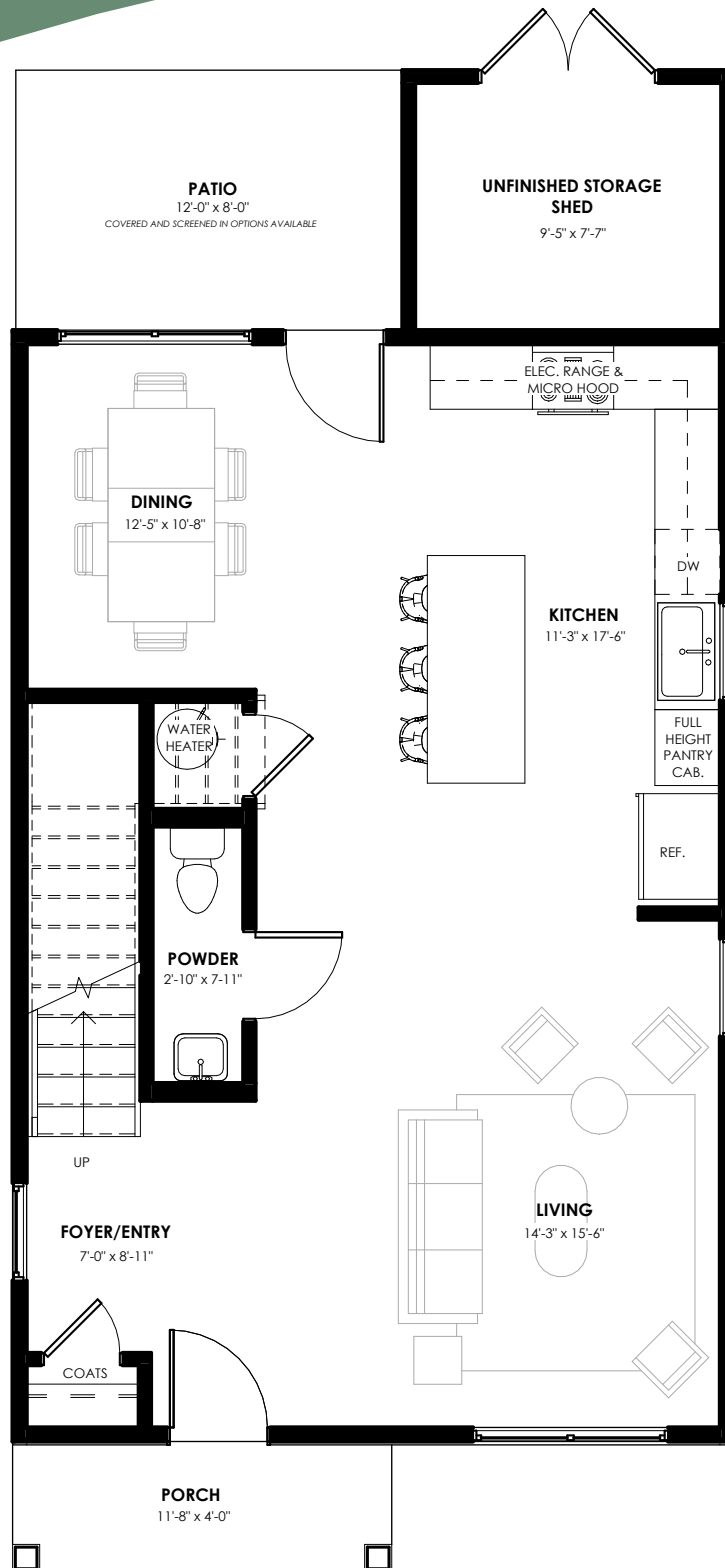 PATIO
12'-0" x 8'-0"
COVERED AND SCREENED IN OPTIONS AVAILABLE
UNFINISHED STORAGE
SHED
9'-5" x 7'-7"
ELEC. RANGE &
MICRO HOOD
DINING
12'-5" x 10'-8"
DW
KITCHEN
11'-3" x 17'-6"
WATER
HEATER
FULL
HEIGHT
PANTRY
CAB.
REF.
POWDER
2'-10" x 7-11"
UP
FOYER/ENTRY
7'-0" x 8'-11"
LIVING
14'-3" x 15'-6"
COATS
PORCH
11'-8" x 4'-0"